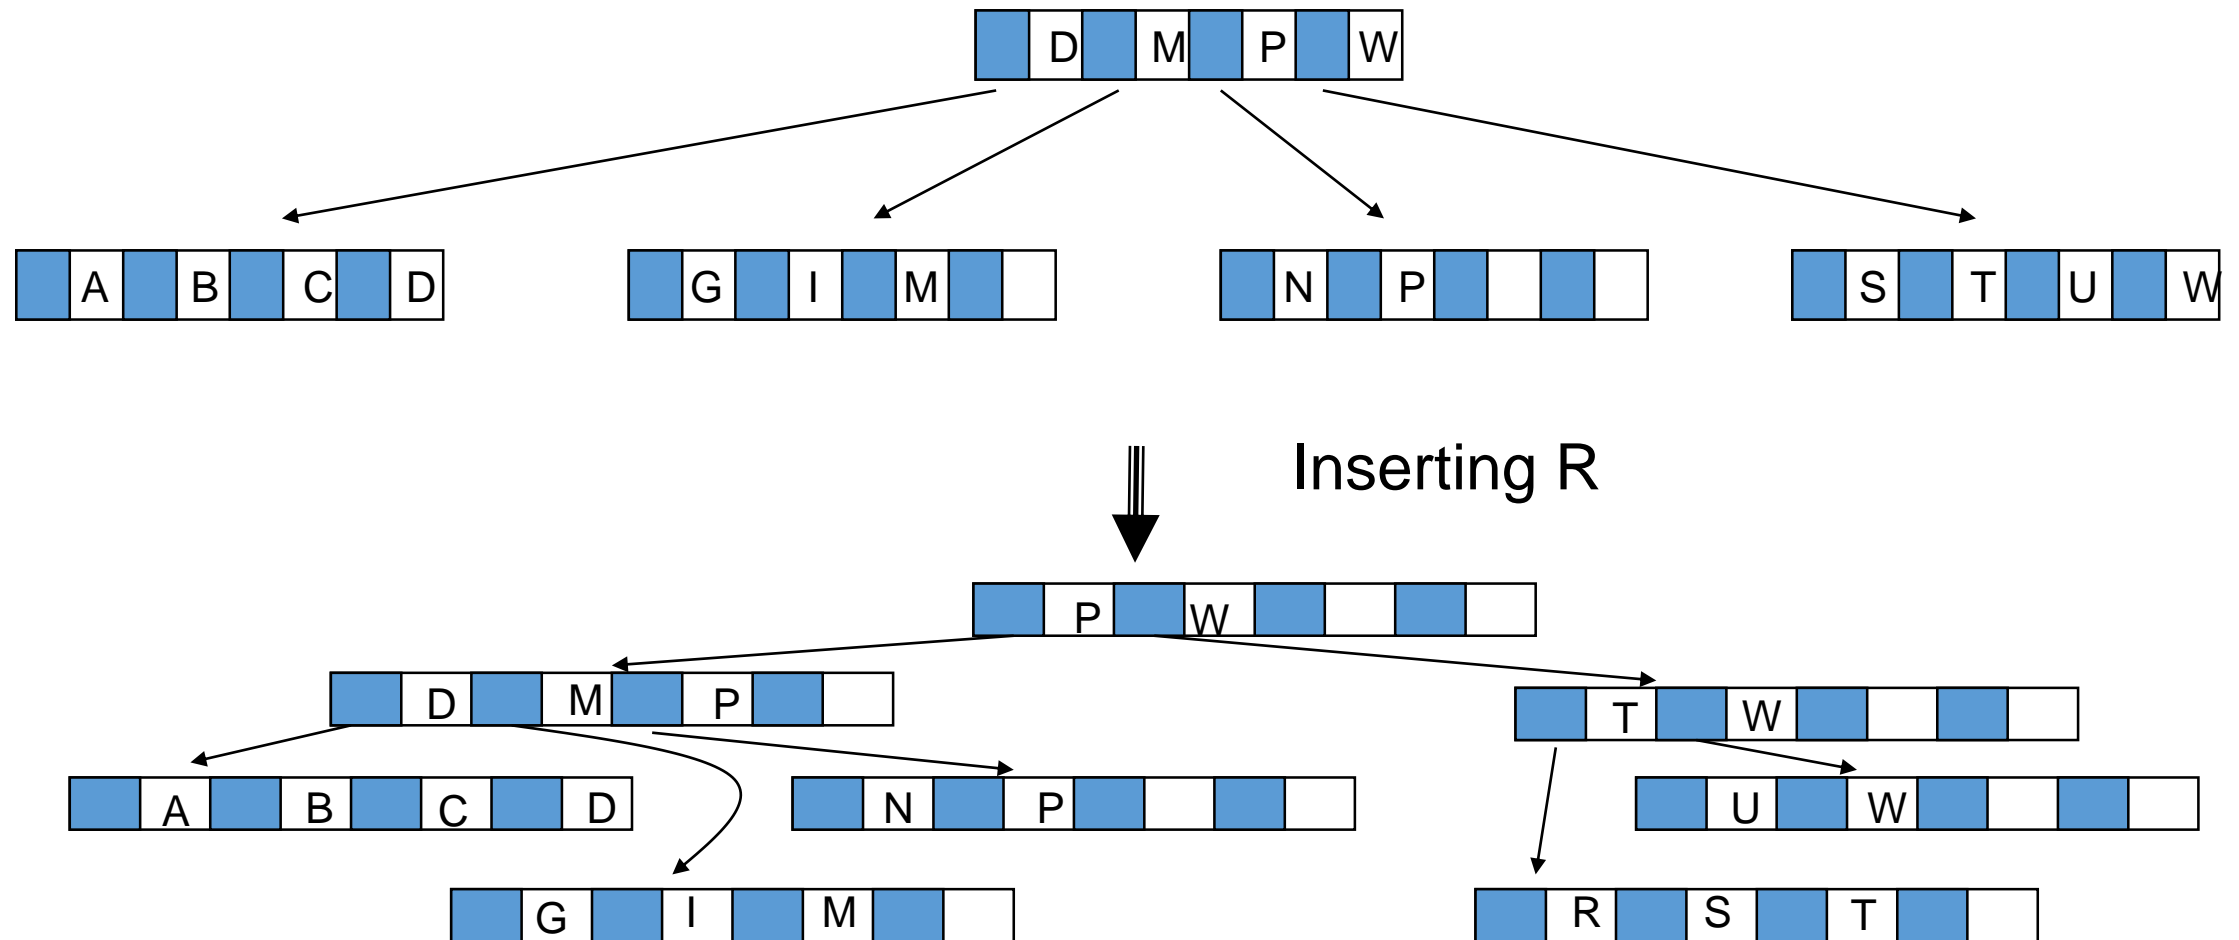 D M P W
A B C D G I M N P S T U W
Inserting R
P W
D M P T W
A B C D N P U W
G I M R S T